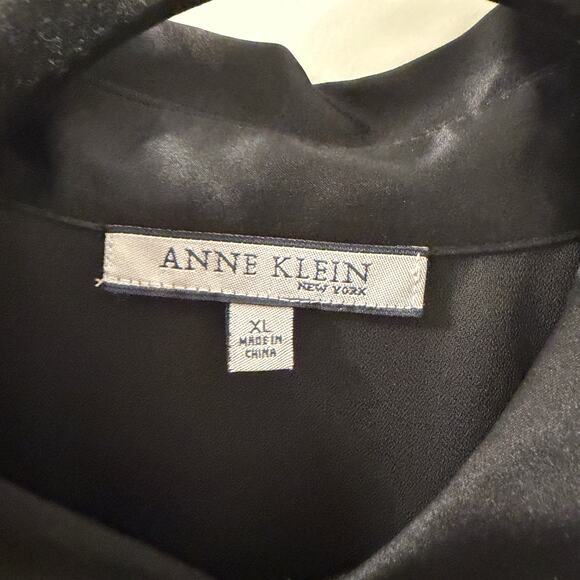 ANNE KLEIN
NEW YORK
XL
MADE IN
CHINA